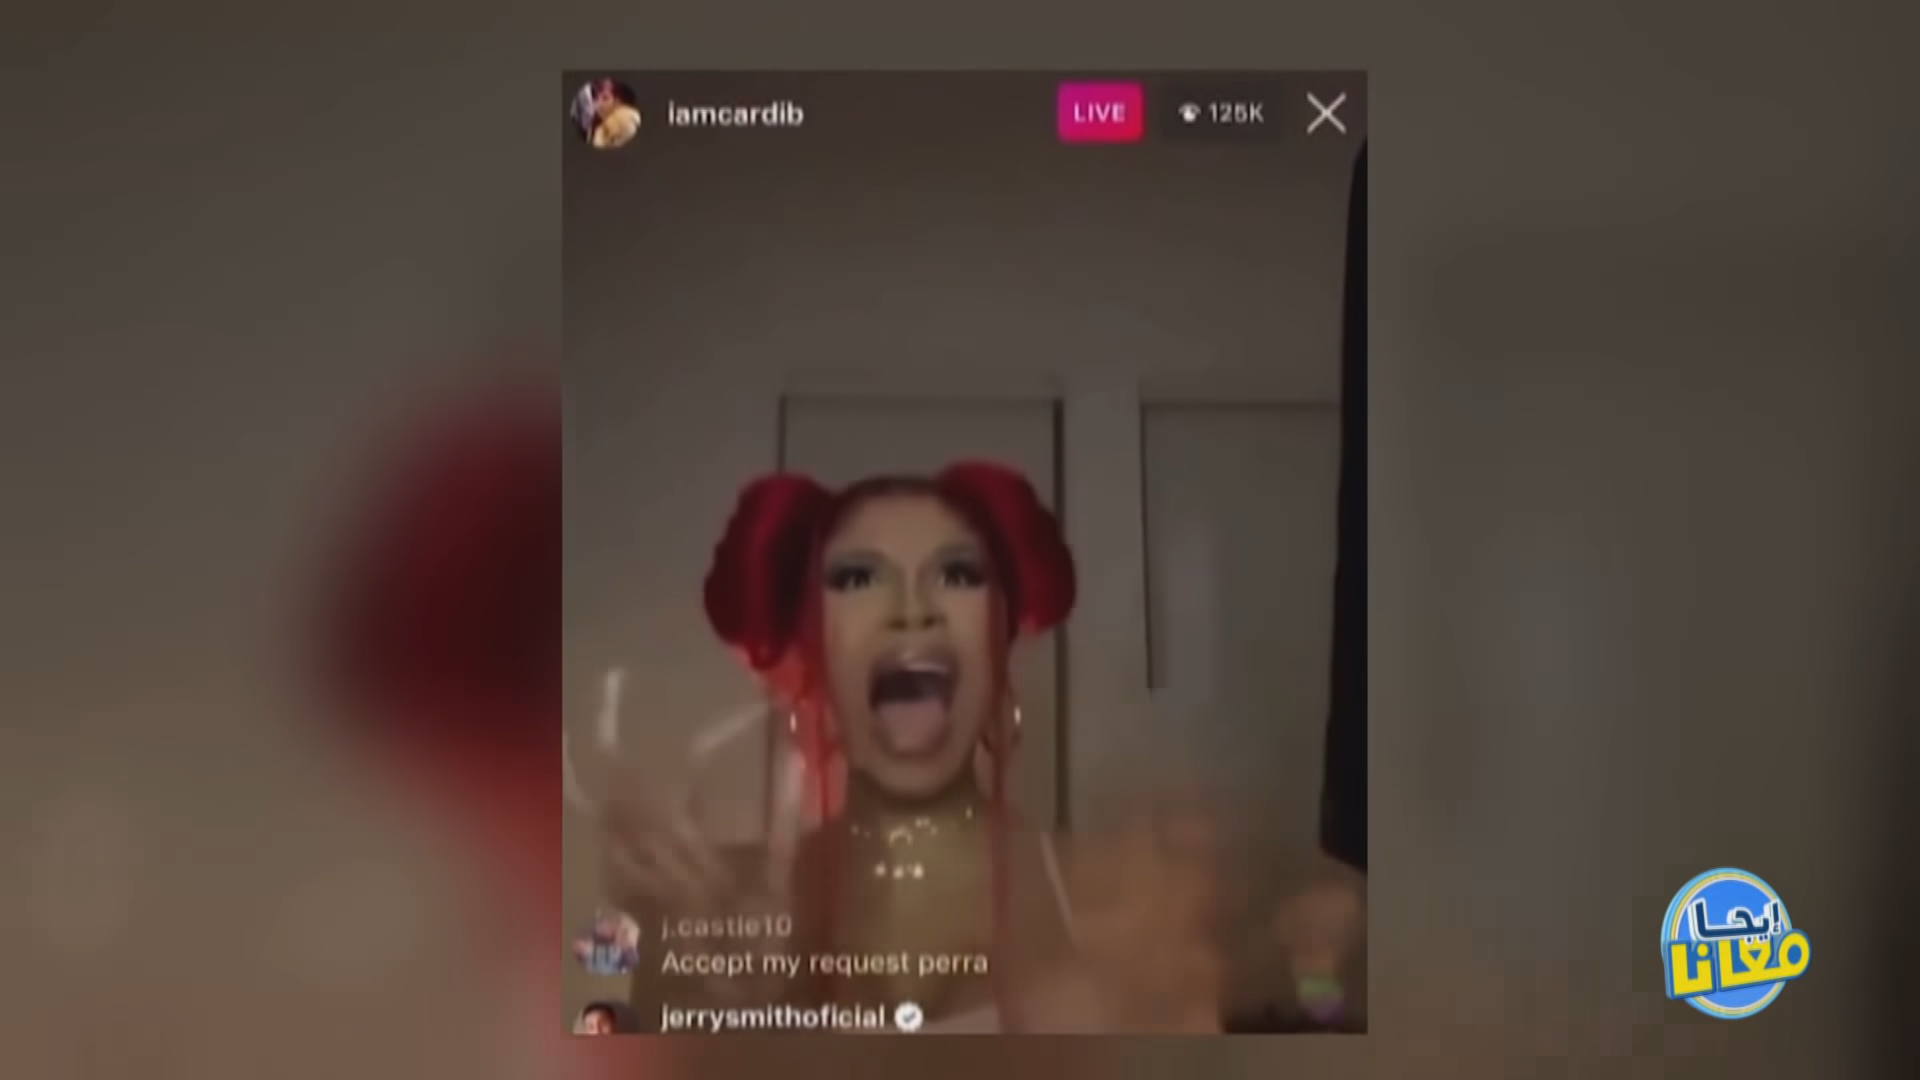 iamcardib
LIVE
125K
j.castle10
Accept my request perra
jerrysmithoficial
إيجا
معانا